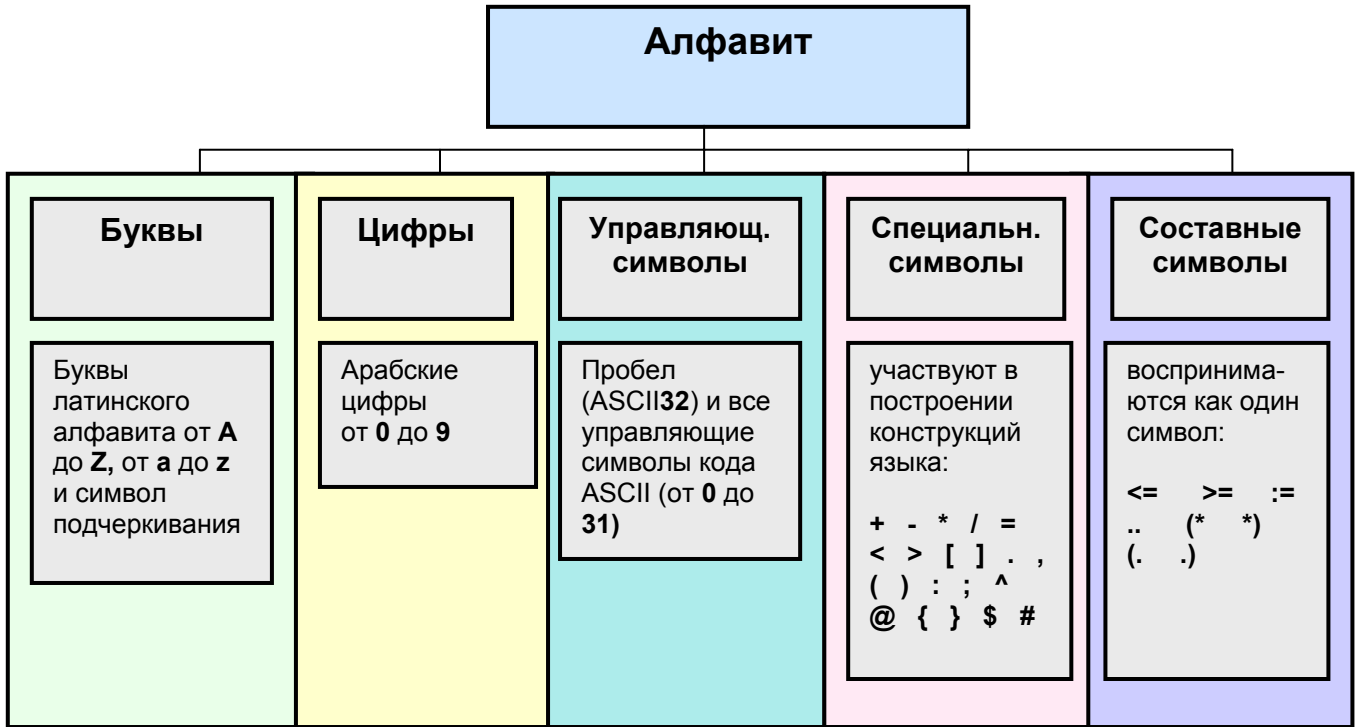 Алфавит
Буквы
Буквы
латинского
алфавита от A
до Z, от a до z
и символ
подчеркивания
Цифры
Арабские
цифры
от 0 до 9
Управляющ.
символы
Пробел
(ASCII32) и все
управляющие
символы кода
ASCII (от 0 до
31)
Специальн.
символы
участвуют в
построении
конструкций
языка:
+ - * / =
< > [ ] . ,
( ) : ; ^
@ { } $ #
Составные
символы
воспринима-
ются как один
символ:
<= >= :=
.. (* *)
(. .)